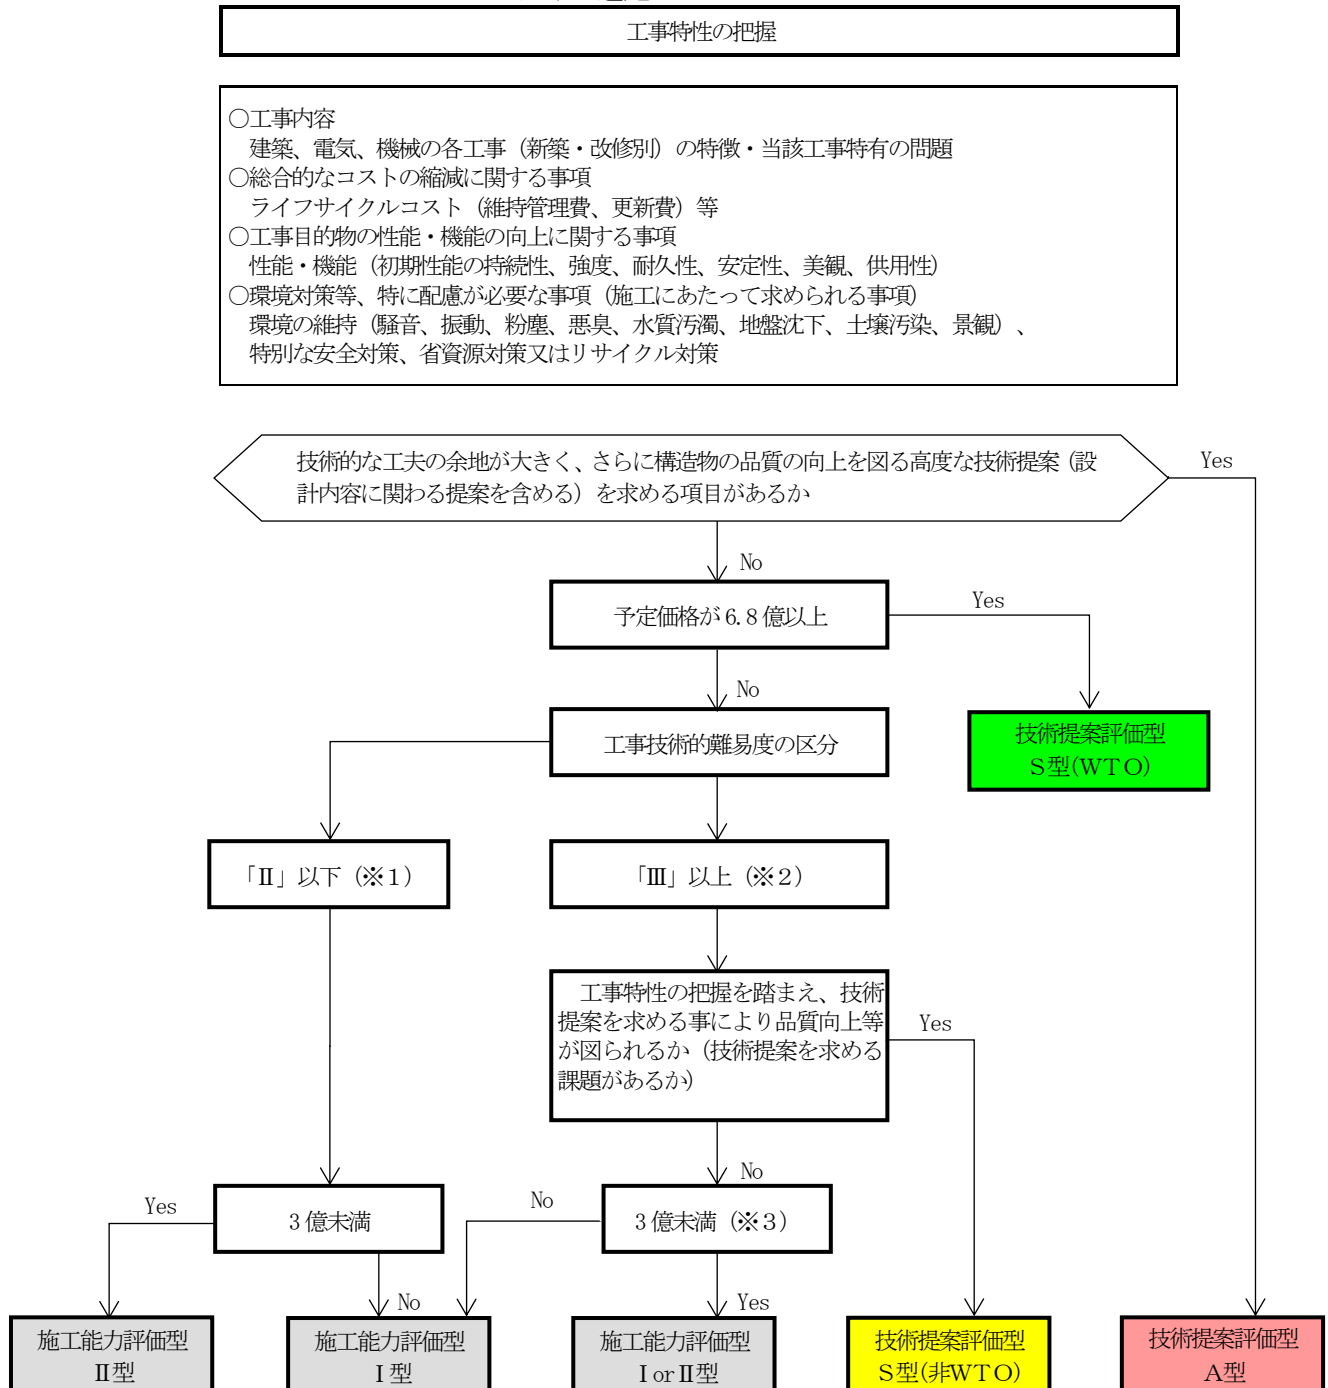 工事特性の把握
○工事内容
建築、電気、機械の各工事（新築・改修別）の特徴・当該工事特有の問題
○総合的なコストの縮減に関する事項
ライフサイクルコスト（維持管理費、更新費）等
○工事目的物の性能・機能の向上に関する事項
性能・機能（初期性能の持続性、強度、耐久性、安定性、美観、供用性）
○環境対策等、特に配慮が必要な事項（施工にあたって求められる事項）
環境の維持（騒音、振動、粉塵、悪臭、水質汚濁、地盤沈下、土壌汚染、景観）、
特別な安全対策、省資源対策又はリサイクル対策
技術的な工夫の余地が大きく、さらに構造物の品質の向上を図る高度な技術提案（設
計内容に関わる提案を含める）を求める項目があるか
Yes
No
予定価格が6.8億以上
Yes
No
工事技術的難易度の区分
技術提案評価型
Ｓ型(ＷＴＯ)
「Ⅱ」以下（※１）
「Ⅲ」以上（※２）
工事特性の把握を踏まえ、技術
提案を求める事により品質向上等
が図られるか（技術提案を求める
課題があるか）
Yes
No
Yes
3億未満
No
3億未満（※３）
No
Yes
施工能力評価型
Ⅱ型
施工能力評価型
Ⅰ型
施工能力評価型
ⅠorⅡ型
技術提案評価型
Ｓ型(非ＷＴＯ)
技術提案評価型
Ａ型